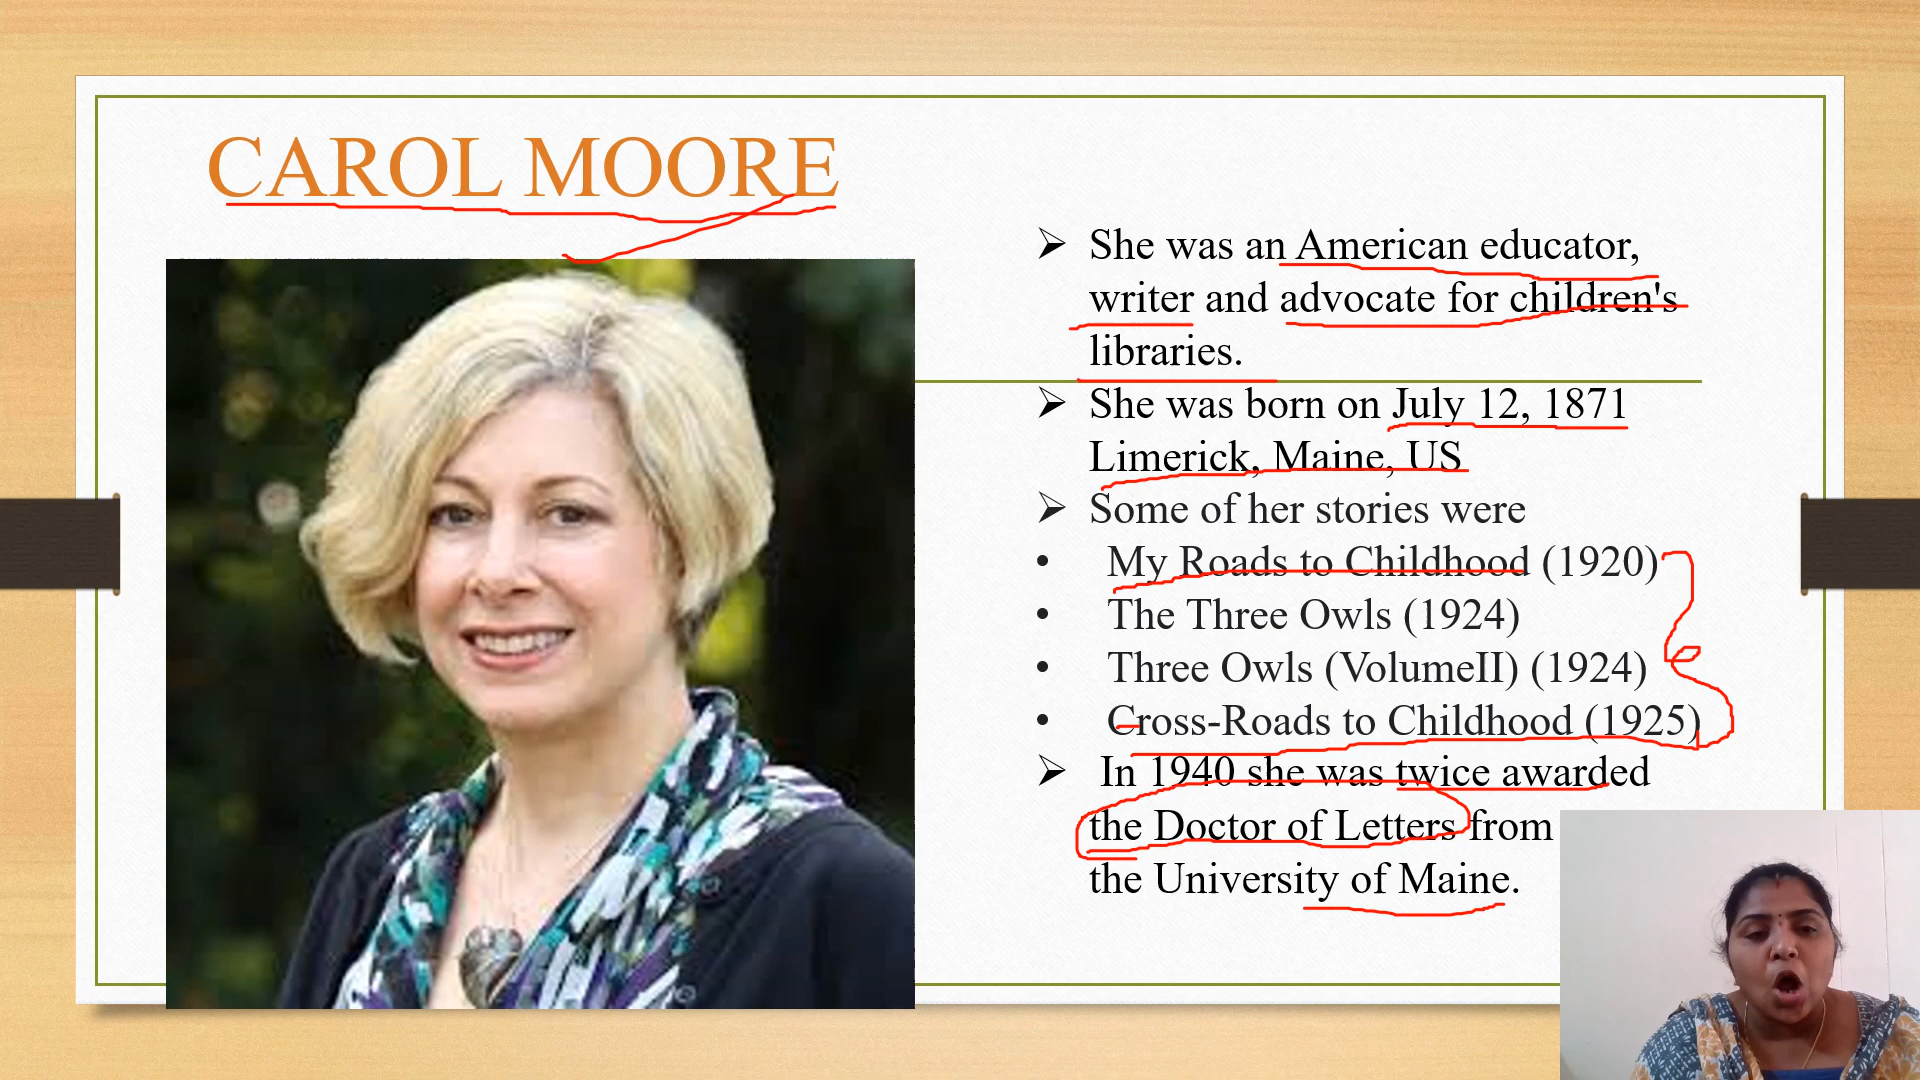 CAROL MOORE
➢ She was an American educator,
writer and advocate for children's
libraries.
➢ She was born on July 12, 1871
Limerick, Maine, US
➢ Some of her stories were
• My Roads to Childhood (1920)
• The Three Owls (1924)
• Three Owls (VolumeII) (1924)
• Cross-Roads to Childhood (1925)
➢ In 1940 she was twice awarded
the Doctor of Letters from
the University of Maine.